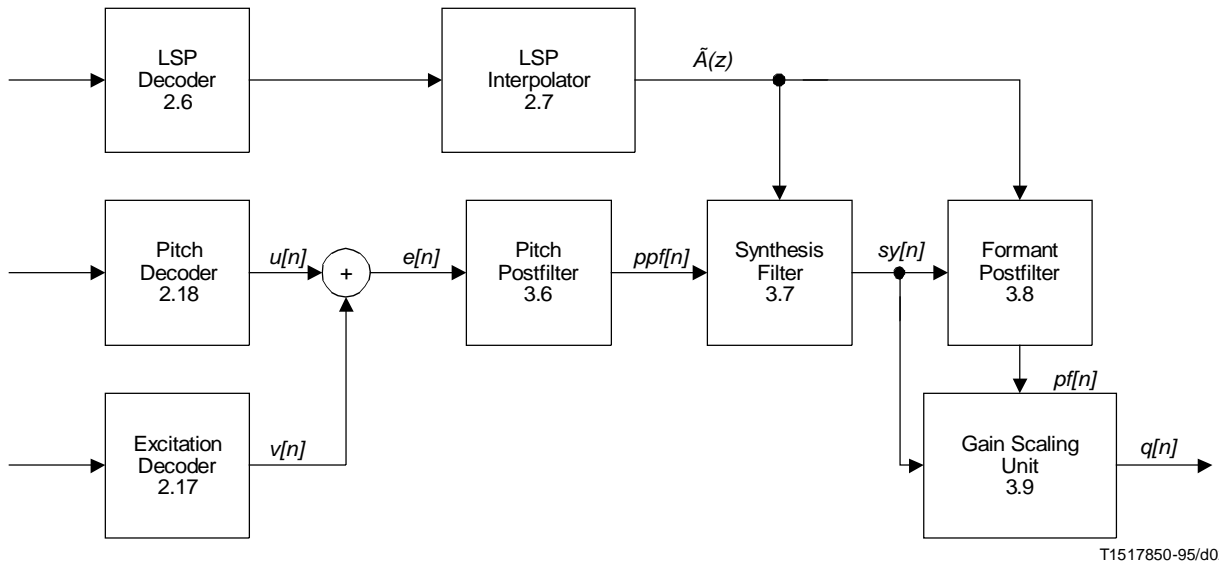 LSP
Decoder
2.6
LSP
Interpolator
2.7
Ã(z)
Pitch
Decoder
2.18
u[n]
+
e[n]
Pitch
Postfilter
3.6
ppf[n]
Synthesis
Filter
3.7
sy[n]
Formant
Postfilter
3.8
pf[n]
Excitation
Decoder
2.17
v[n]
Gain Scaling
Unit
3.9
q[n]
T1517850-95/d0